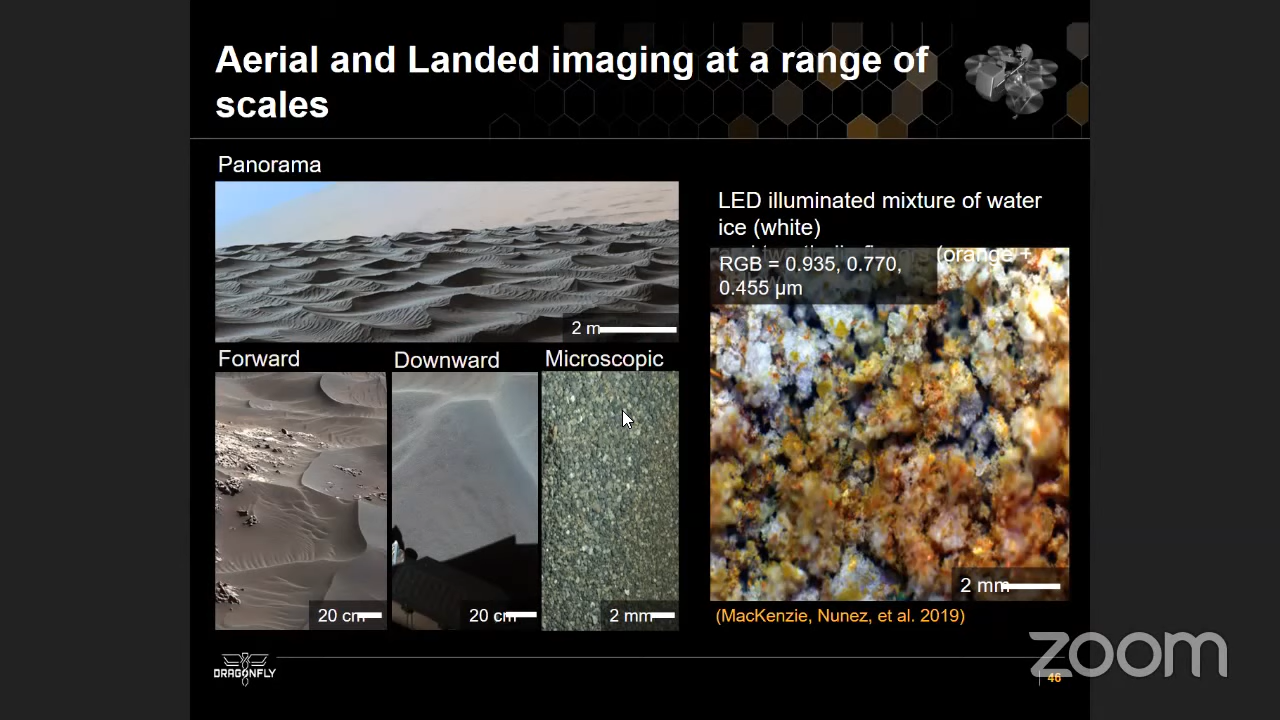 Aerial and Landed imaging at a range of
scales
Panorama
2 m
Forward
Downward
Microscopic
20 cm
20 cm
2 mm
LED illuminated mixture of water
ice (white)
(orange +
RGB = 0.935, 0.770,
0.455 µm
2 mm
(MacKenzie, Nunez, et al. 2019)
DRAGONFLY
46
zoom